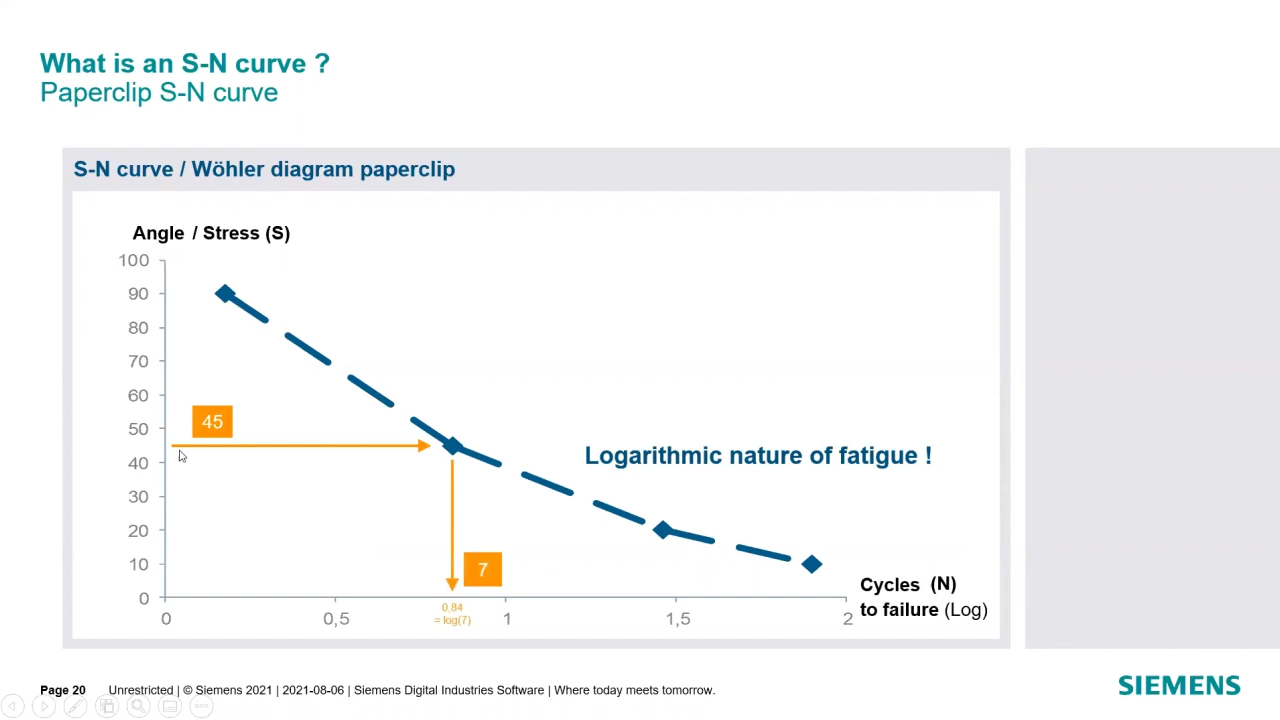 What is an S-N curve ?
Paperclip S-N curve
S-N curve / Wöhler diagram paperclip
Angle / Stress (S)
100
90
80
70
60
50
40
30
20
10
0
45
7
Logarithmic nature of fatigue !
0,84
= log(7)
0
0,5
1
1,5
2
Cycles (N)
to failure (Log)
Page 20 Unrestricted | © Siemens 2021 | 2021-08-06 | Siemens Digital Industries Software | Where today meets tomorrow.
SIEMENS